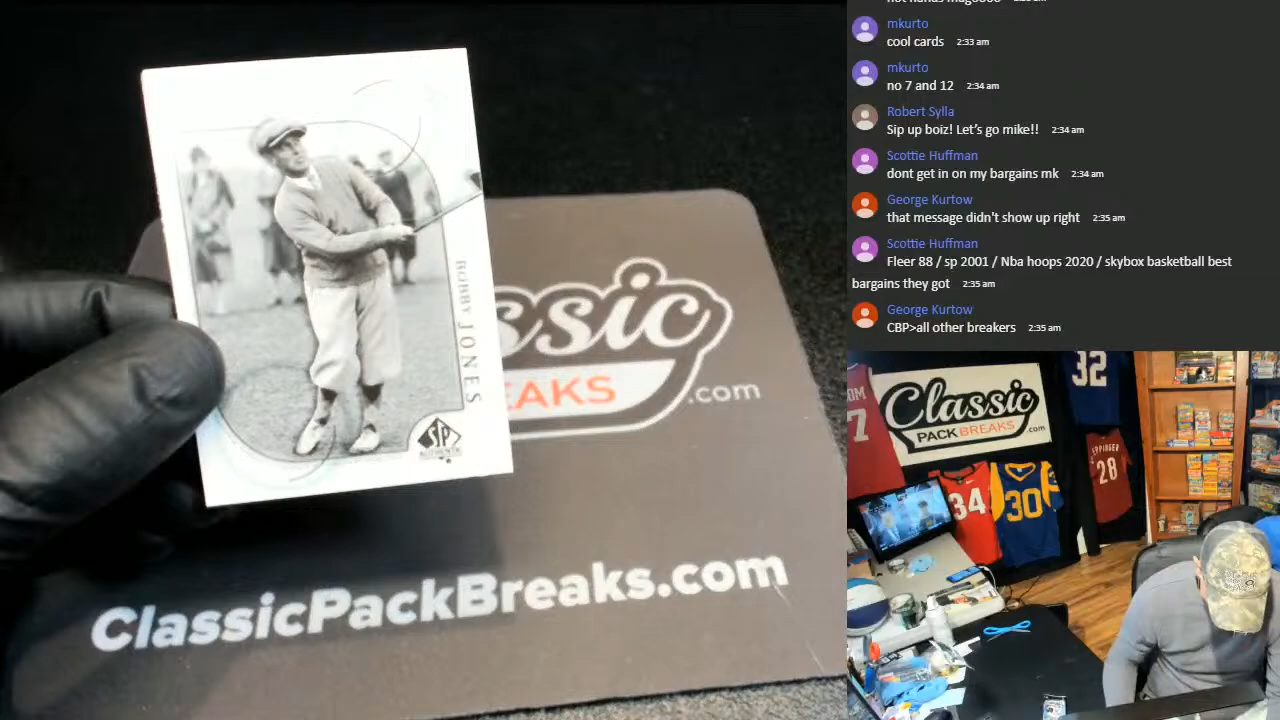 BOBBY JONES
SP
AUTHENTIC
ssic
EAKS
.com
ClassicPackBreaks.com
mkurto
cool cards 2:33 am
mkurto
no 7 and 12 2:34 am
Robert Sylla
Sip up boiz! Let's go mike!! 2:34 am
Scottie Huffman
dont get in on my bargains mk 2:34 am
George Kurtow
that message didn't show up right 2:35 am
Scottie Huffman
Fleer 88 / sp 2001 / Nba hoops 2020 / skybox basketball best
bargains they got 2:35 am
George Kurtow
CBP>all other breakers 2:35 am
Classic
PACK BREAKS
.com
32
7
34
30
28